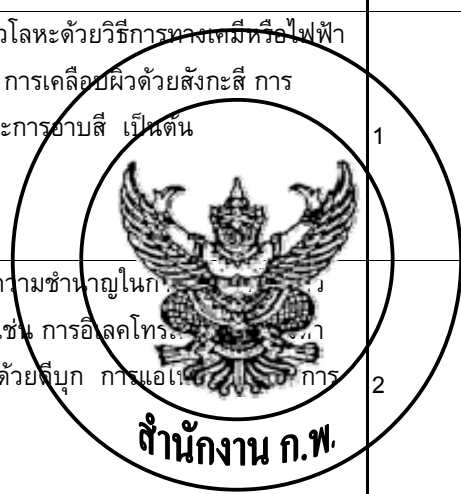 วโลหะด้วยวิธีการทางเคมีหรือไฟฟ้า
การเคลือบผิวด้วยสังกะสี การ
ะการอาบสี เป็นต้น
1
ความชำนาญในก
เช่น การอิเลคโทร
ด้วยดีบุก การแอ การ
2
สำนักงาน ก.พ.